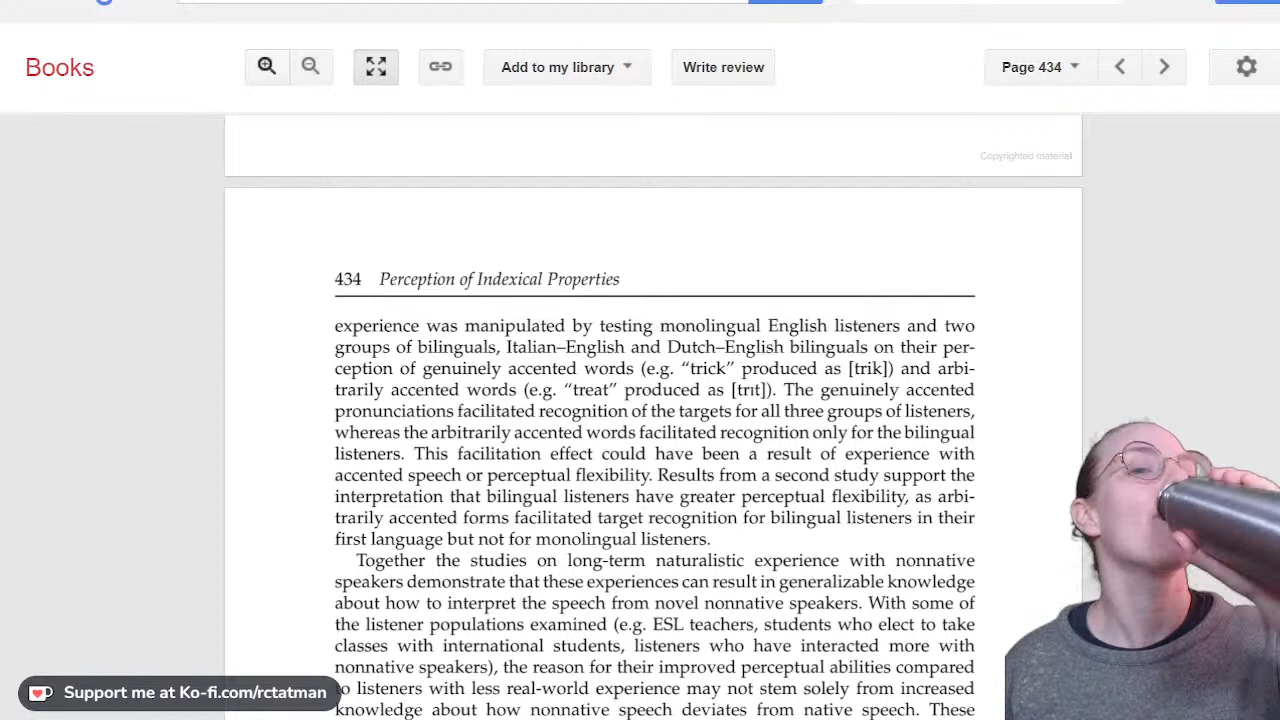 Books
Add to my library
Write review
Page 434
Copyrighted material
434 Perception of Indexical Properties
experience was manipulated by testing monolingual English listeners and two
groups of bilinguals, Italian–English and Dutch–English bilinguals on their per-
ception of genuinely accented words (e.g. “trick” produced as [trik]) and arbi-
trarily accented words (e.g. “treat” produced as [trɪt]). The genuinely accented
pronunciations facilitated recognition of the targets for all three groups of listeners,
whereas the arbitrarily accented words facilitated recognition only for the bilingual
listeners. This facilitation effect could have been a result of experience with
accented speech or perceptual flexibility. Results from a second study support the
interpretation that bilingual listeners have greater perceptual flexibility, as arbi-
trarily accented forms facilitated target recognition for bilingual listeners in their
first language but not for monolingual listeners.
Together the studies on long-term naturalistic experience with nonnative
speakers demonstrate that these experiences can result in generalizable knowledge
about how to interpret the speech from novel nonnative speakers. With some of
the listener populations examined (e.g. ESL teachers, students who elect to take
classes with international students, listeners who have interacted more with
nonnative speakers), the reason for their improved perceptual abilities compared
to listeners with less real-world experience may not stem solely from increased
knowledge about how nonnative speech deviates from native speech. These
Support me at Ko-fi.com/rctatman